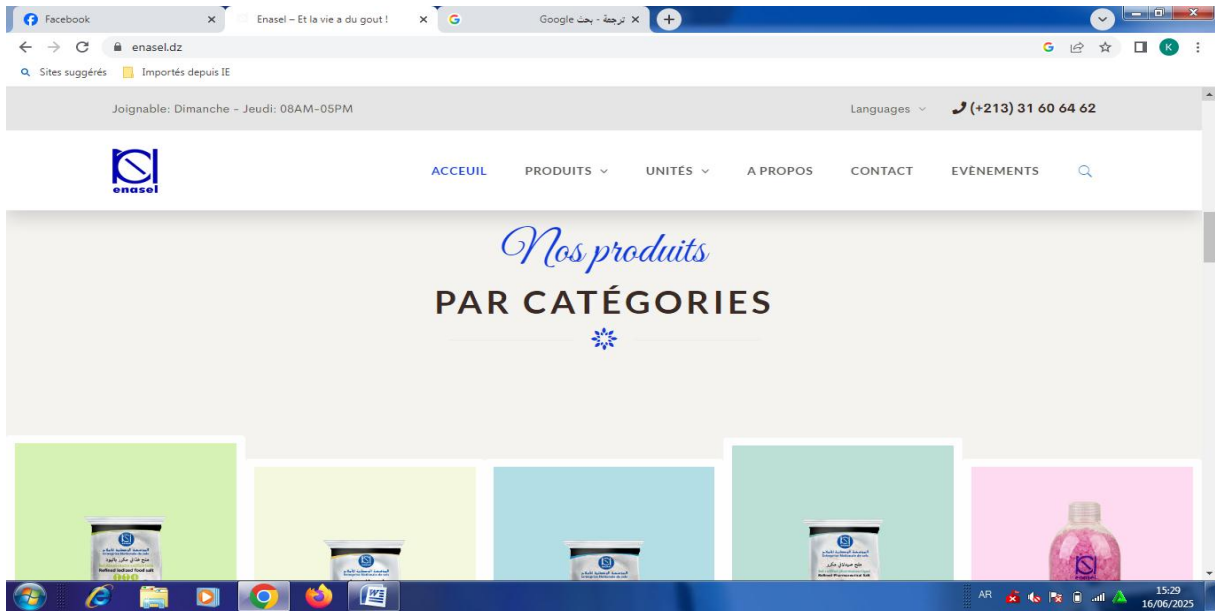 Facebook
Enasel – Et la vie a du gout !
ترجمة - بحث Google
enasel.dz
Sites suggérés
Importés depuis IE
Joignable: Dimanche - Jeudi: 08AM-05PM
Languages
(+213) 31 60 64 62
enasel
ACCEUIL
PRODUITS
UNITÉS
A PROPOS
CONTACT
EVÈNEMENTS
Nos produits
PAR CATÉGORIES
AR
15:29
16/06/2025